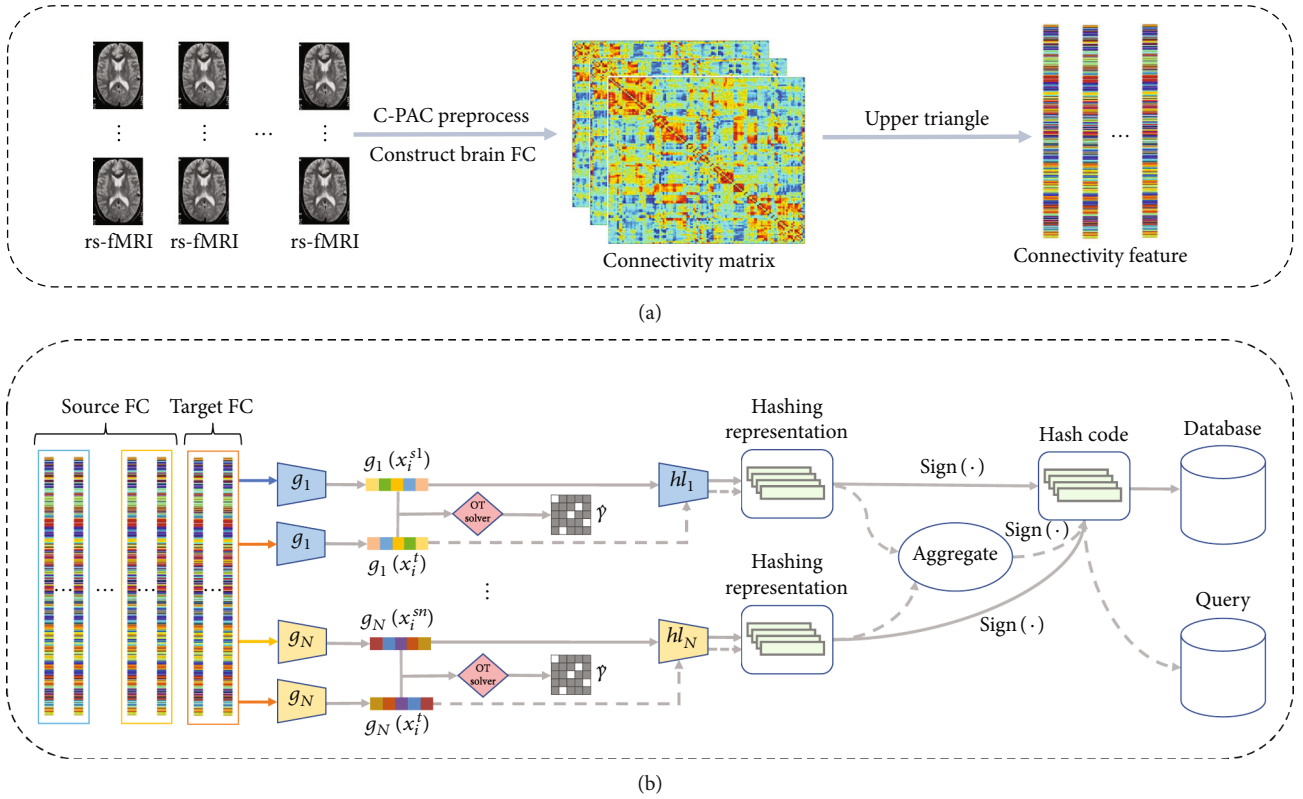 rs-fMRI
rs-fMRI
rs-fMRI
C-PAC preprocess
Construct brain FC
Connectivity matrix
Upper triangle
Connectivity feature
(a)
Source FC
Target FC
g1
g1 (x_i^{s1})
OT
solver
γ̂
g1
g1 (x_i^t)
gN
gN (x_i^{sn})
OT
solver
γ̂
gN
gN (x_i^t)
hl1
hlN
Hashing
representation
Hashing
representation
Sign (·)
Aggregate
Sign (·)
Sign (·)
Hash code
Database
Query
(b)